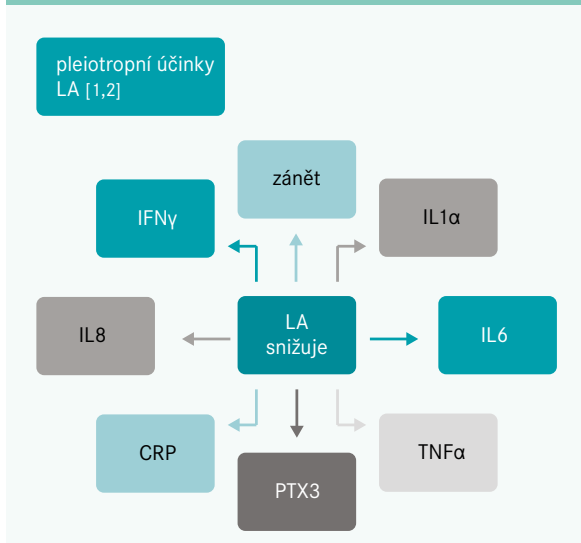 pleiotropní účinky
LA [1,2]
zánět
IFNγ
IL1α
IL8
LA
snižuje
IL6
CRP
TNFα
PTX3